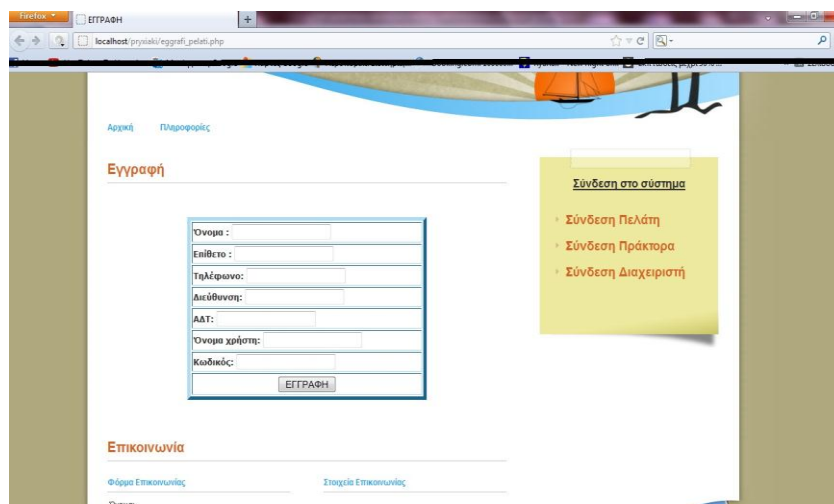 Firefox
ΕΓΓΡΑΦΗ
localhost/pryxiaki/eggrafi_pelati.php
Αρχική Πληροφορίες
Εγγραφή
Όνομα :
Επίθετο :
Τηλέφωνο:
Διεύθυνση:
ΑΔΤ:
Όνομα χρήστη:
Κωδικός:
ΕΓΓΡΑΦΗ
Σύνδεση στο σύστημα
Σύνδεση Πελάτη
Σύνδεση Πράκτορα
Σύνδεση Διαχειριστή
Επικοινωνία
Φόρμα Επικοινωνίας Στοιχεία Επικοινωνίας